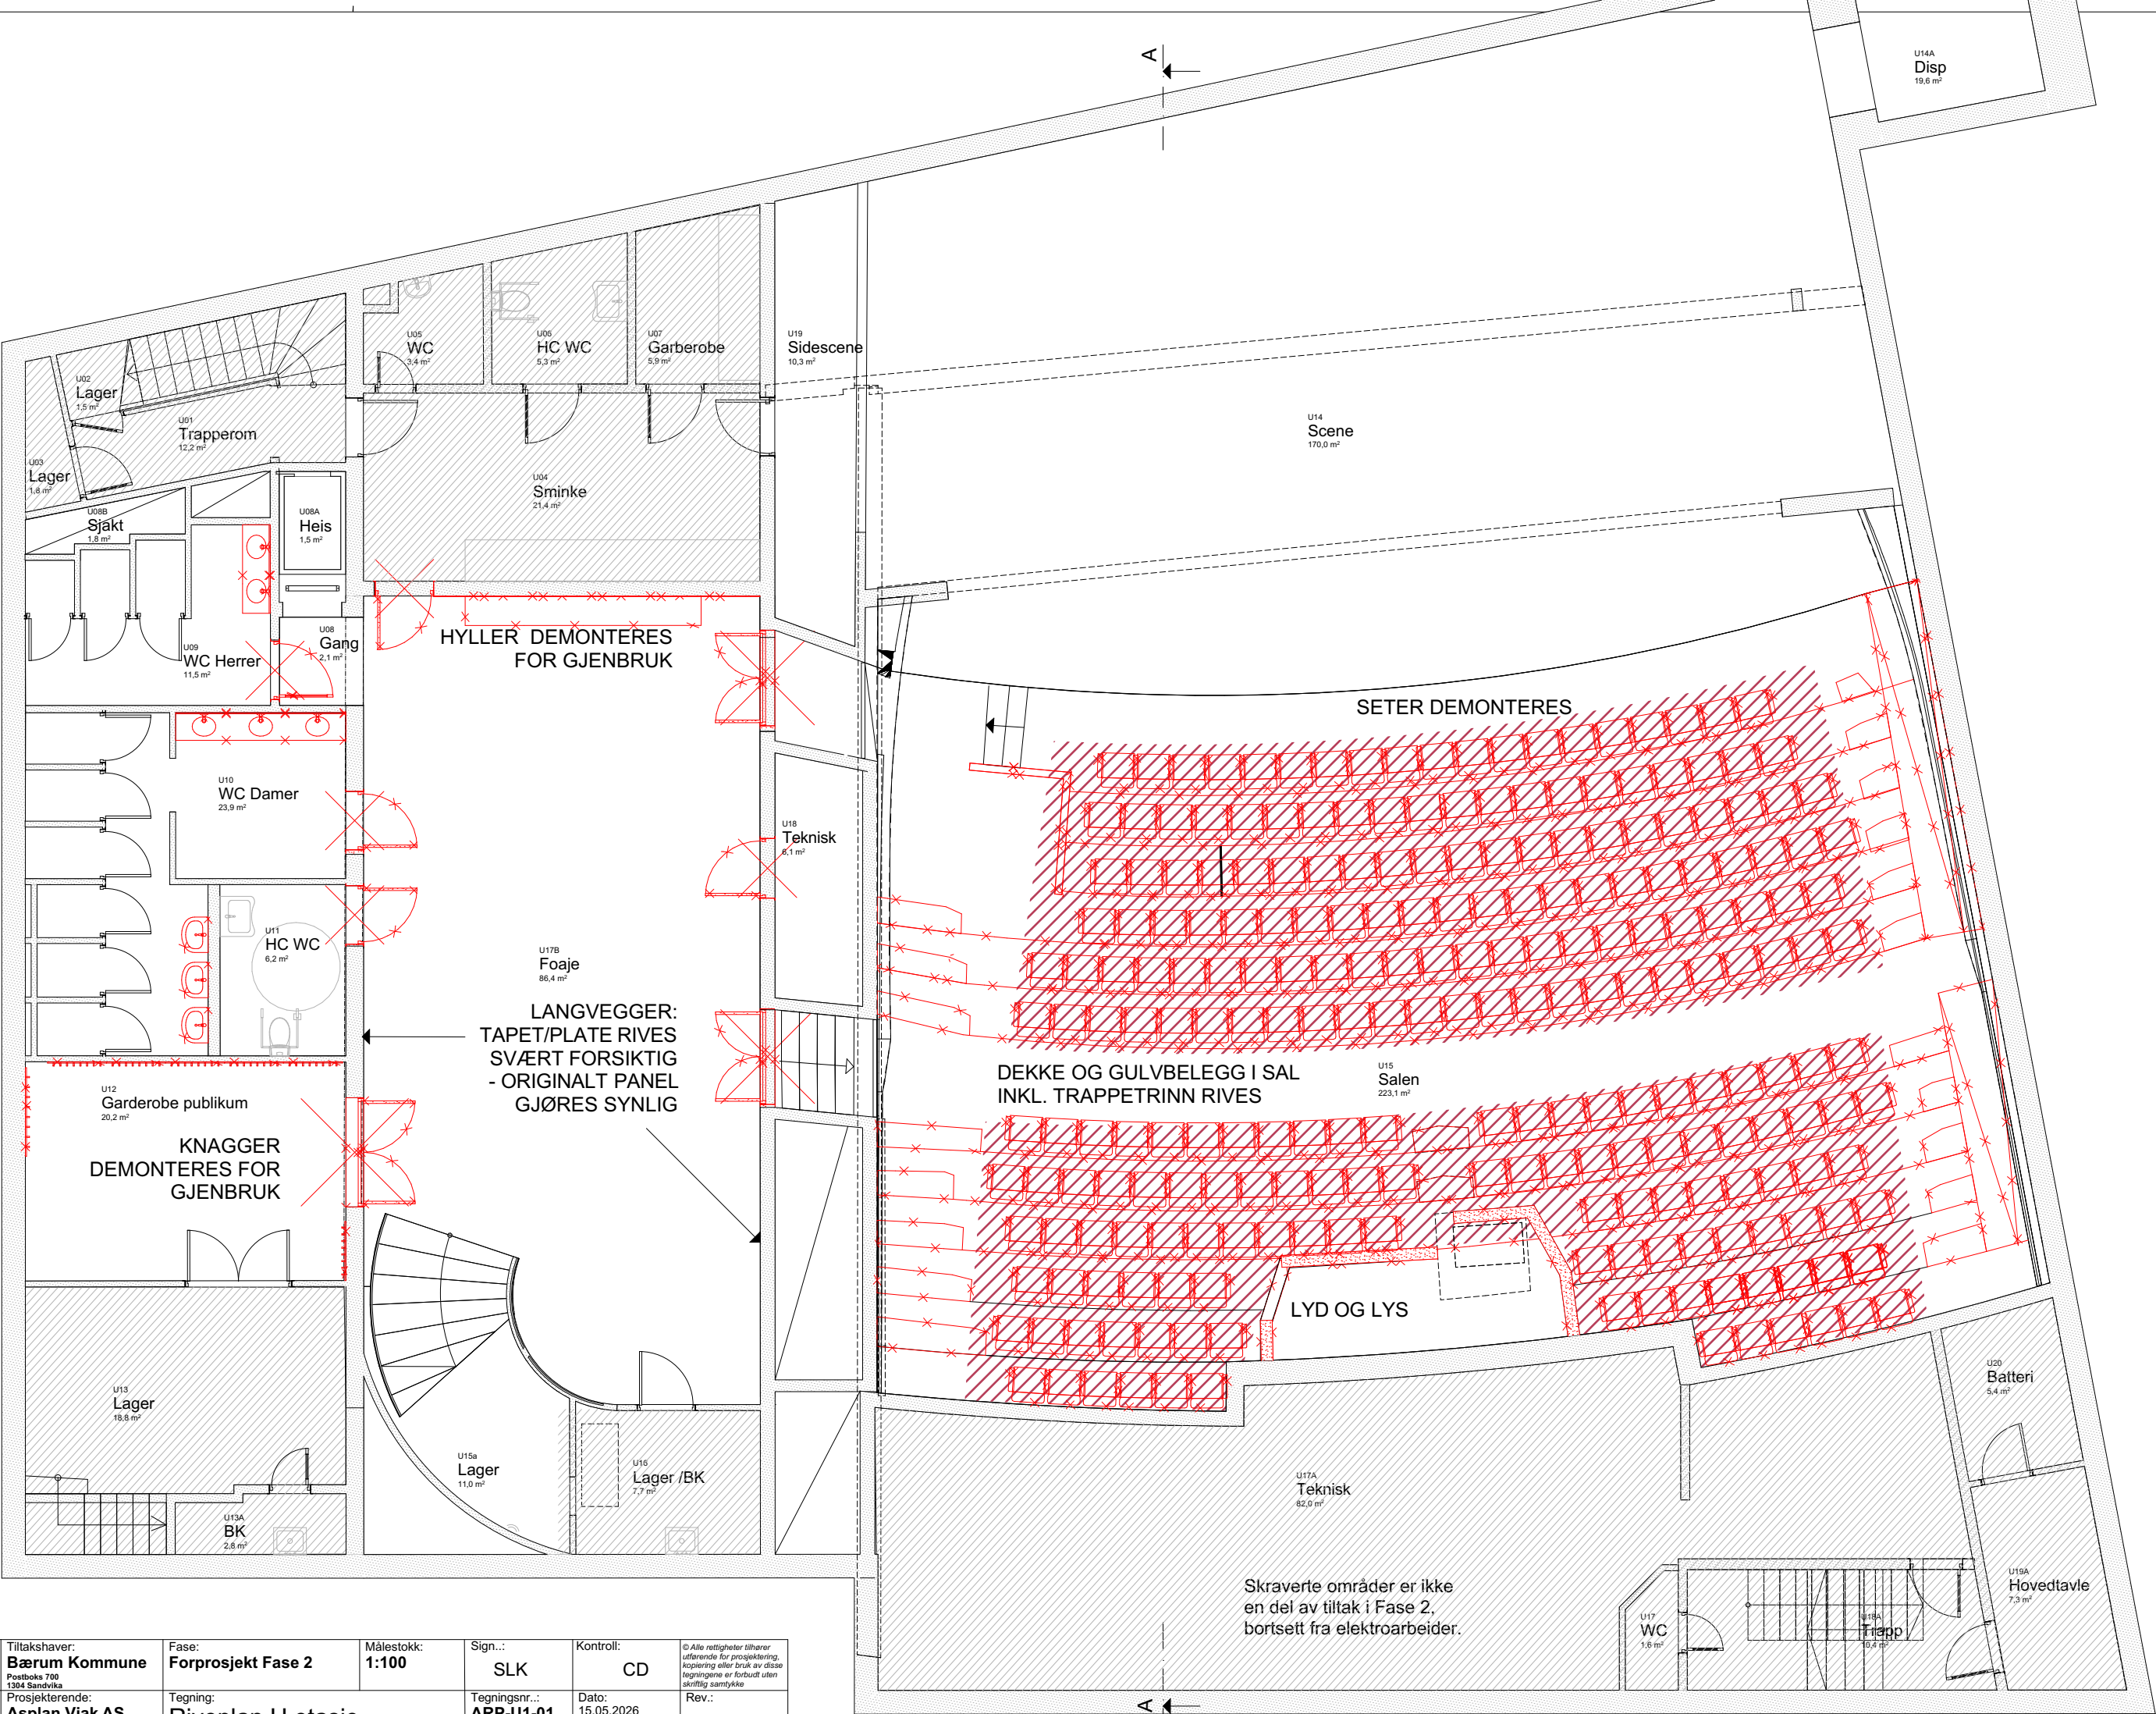 A
U14A
Disp
19,6 m²
U05
WC
3,4 m²
U06
HC WC
5,3 m²
U07
Garberobe
5,9 m²
U19
Sidescene
10,3 m²
U02
Lager
1,5 m²
U01
Trapperom
12,2 m²
U03
Lager
1,8 m²
U14
Scene
170,0 m²
U04
Sminke
21,4 m²
U08B
Sjakt
1,8 m²
U08A
Heis
1,5 m²
U08
Gang
2,1 m²
U09
WC Herrer
11,5 m²
HYLLER DEMONTERES
FOR GJENBRUK
SETER DEMONTERES
U10
WC Damer
23,9 m²
U18
Teknisk
6,1 m²
U11
HC WC
6,2 m²
U17B
Foaje
86,4 m²
LANGVEGGER:
TAPET/PLATE RIVES
SVÆRT FORSIKTIG
- ORIGINALT PANEL
GJØRES SYNLIG
DEKKE OG GULVBELEGG I SAL
INKL. TRAPPETRINN RIVES
U15
Salen
223,1 m²
U12
Garderobe publikum
20,2 m²
KNAGGER
DEMONTERES FOR
GJENBRUK
LYD OG LYS
U13
Lager
18,8 m²
U20
Batteri
5,4 m²
U15a
Lager
11,0 m²
U16
Lager /BK
7,7 m²
U17A
Teknisk
82,0 m²
U13A
BK
2,8 m²
Skraverte områder er ikke
en del av tiltak i Fase 2,
bortsett fra elektroarbeider.
U19A
Hovedtavle
7,3 m²
U17
WC
1,6 m²
U18A
Trapp
10,4 m²
A
Tiltakshaver:
Bærum Kommune
Postboks 700
1304 Sandvika
Fase:
Forprosjekt Fase 2
Målestokk:
1:100
Sign..:
SLK
Kontroll:
CD
© Alle rettigheter tilhører
utførende for prosjektering,
kopiering eller bruk av disse
tegningene er forbudt uten
skriftlig samtykke
Prosjekterende:
Asplan Viak AS
Tegning:
Riveplan U.etasje
Tegningsnr..:
ARP-U1-01
Dato:
15.05.2026
Rev.: